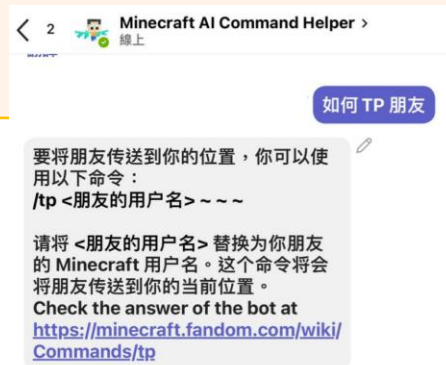 2
Minecraft AI Command Helper >
線上
如何 TP 朋友
要将朋友传送到你的位置，你可以使
用以下命令：
/tp <朋友的用户名> ~ ~ ~
请将 <朋友的用户名> 替换为你朋友
的 Minecraft 用户名。这个命令将会
将朋友传送到你的当前位置。
Check the answer of the bot at
https://minecraft.fandom.com/wiki/
Commands/tp